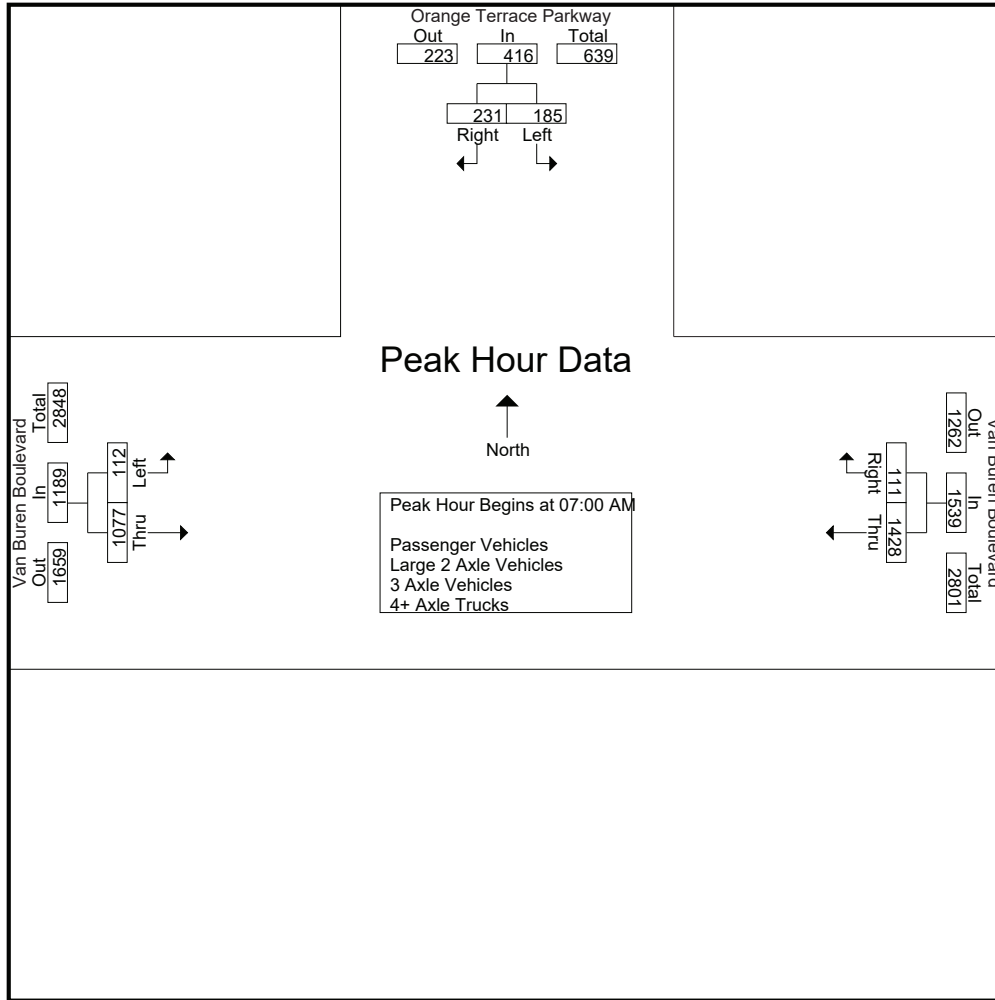 Orange Terrace Parkway
Out In Total
223 416 639
231 185
Right Left
Peak Hour Data
North
Peak Hour Begins at 07:00 AM
Passenger Vehicles
Large 2 Axle Vehicles
3 Axle Vehicles
4+ Axle Trucks
Van Buren Boulevard
Out In Total
1659 1189 2848
1077 112
Thru Left
Van Buren Boulevard
Out In Total
1262 1539 2801
111 1428
Right Thru